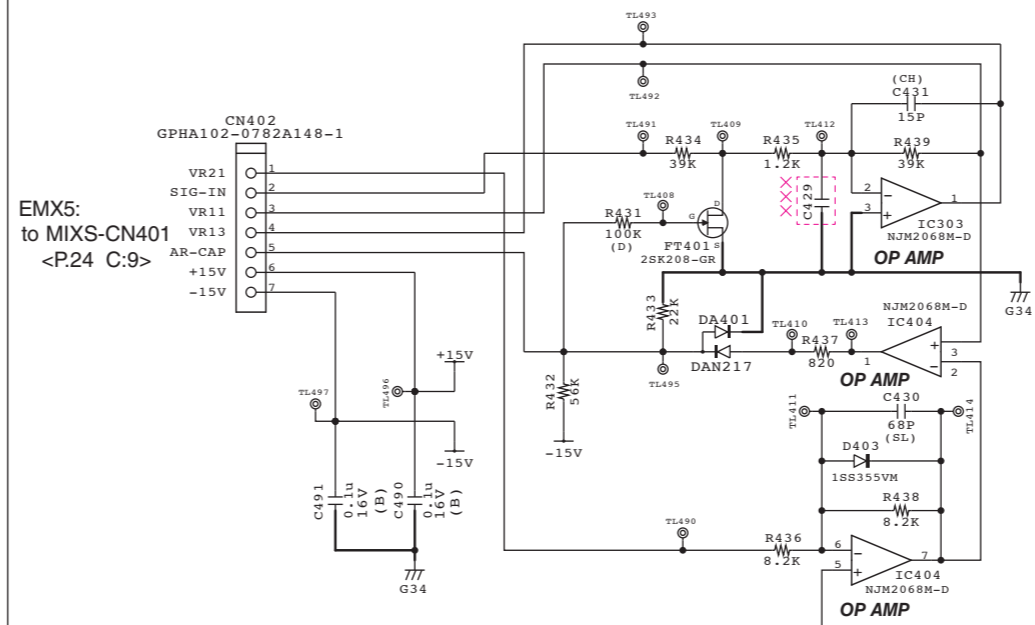 TL493
TL492
(CH)
C431
15P
CN402
GPHA102-0782A148-1
TL491
R434
39K
TL409
R435
1.2K
TL412
R439
39K
VR21 1
SIG-IN 2
VR11 3
VR13 4
AR-CAP 5
+15V 6
-15V 7
EMX5:
to MIXS-CN401
<P.24 C:9>
TL408
R431
100K
(D)
G
D
S
FT401
2SK208-GR
XXX
C429
2
3
1
IC303
NJM2068M-D
OP AMP
G34
R433
22K
DA401
DAN217
TL410
R437
820
TL413
NJM2068M-D
IC404
1
3
2
OP AMP
TL495
R432
56K
-15V
+15V
TL496
TL497
-15V
C491
0.1u
16V
(B)
C490
0.1u
16V
(B)
G34
TL411
C430
68P
(SL)
TL414
D403
1SS355VM
R438
8.2K
TL490
R436
8.2K
6
5
7
IC404
NJM2068M-D
OP AMP